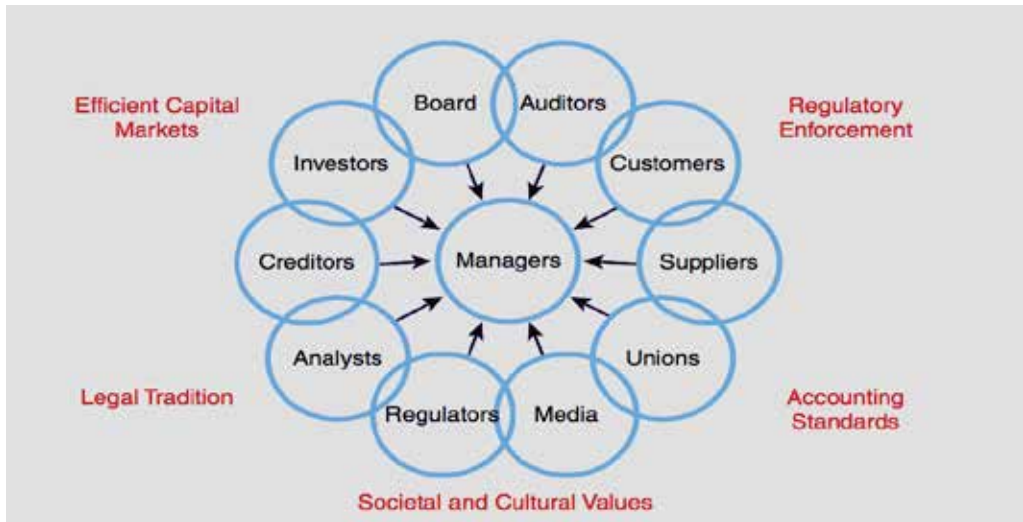 Board
Auditors
Efficient Capital
Markets
Regulatory
Enforcement
Investors
Customers
Creditors
Managers
Suppliers
Analysts
Unions
Legal Tradition
Regulators
Media
Accounting
Standards
Societal and Cultural Values